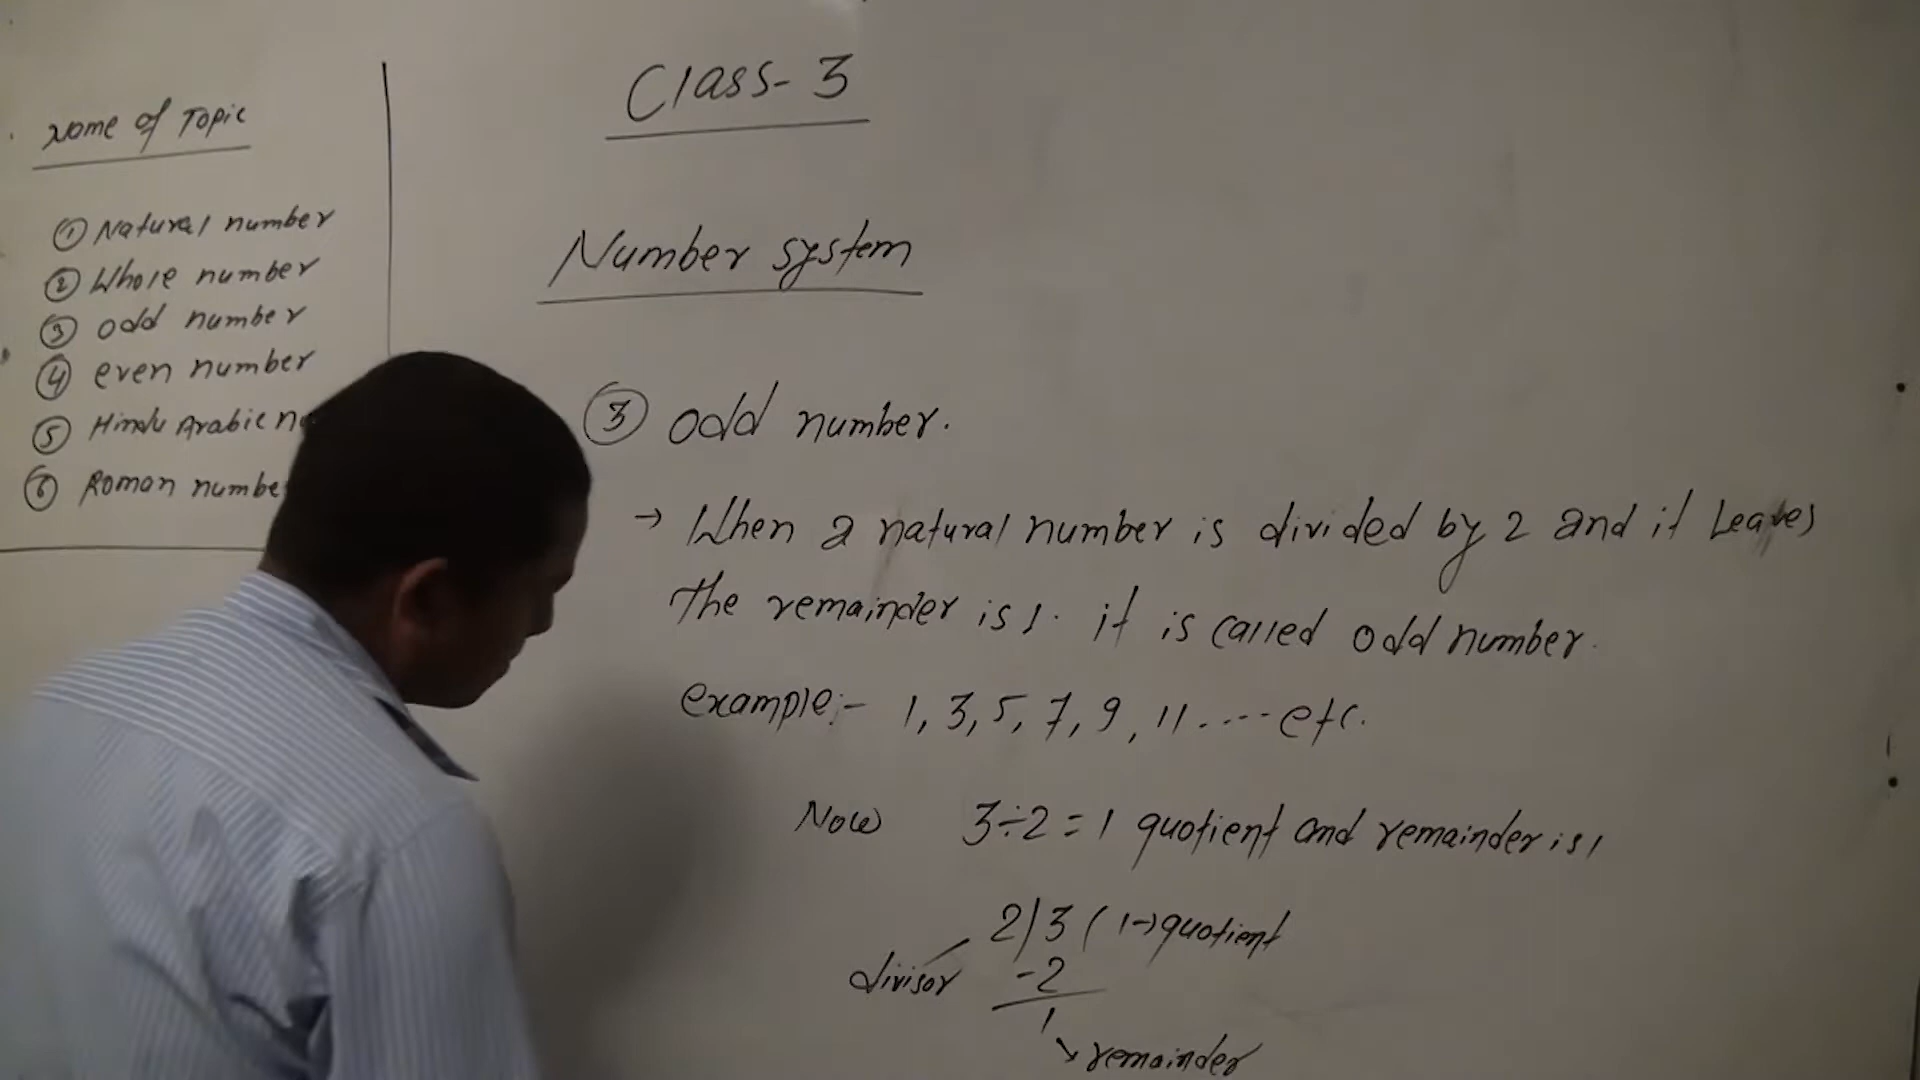 Name of Topic
① Natural number
② Whole number
③ odd number
④ even number
⑤ Hindu Arabic
⑥ Roman numbe
Class-3
Number system
③ odd number.
→ When a natural number is divided by 2 and it Leaves
the remainder is 1. it is called odd number.
example:- 1, 3, 5, 7, 9, 11 .... etc.
Now 3÷2 = 1 quotient and remainder is 1
2)3(1→quotient
divisor -2
1
↘ remainder